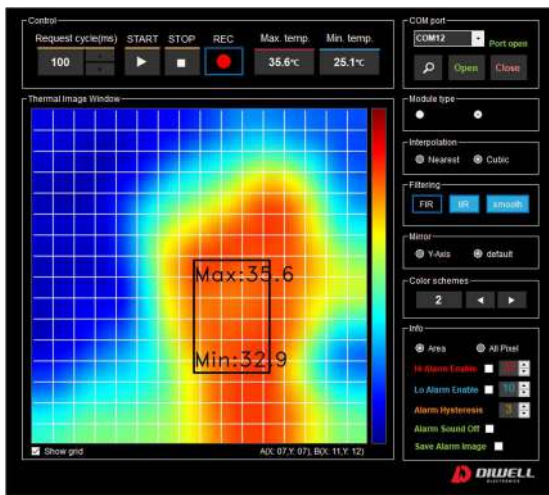 Control
Request cycle(ms) START STOP REC Max. temp. Min. temp.
100 35.6℃ 25.1℃
COM port
COM12 Port open
Open Close
Thermal Image Window
Max:35.6
Min:32.9
Show grid A(X: 07,Y: 07), B(X: 11,Y: 12)
Module type
Interpolation
Nearest Cubic
Filtering
FIR IIR smooth
Mirror
Y-Axis default
Color schemes
2
Info
Area All Pixel
Hi Alarm Enable
Lo Alarm Enable 10
Alarm Hysteresis 3
Alarm Sound Off
Save Alarm Image
DIWELL
ELECTRONICS